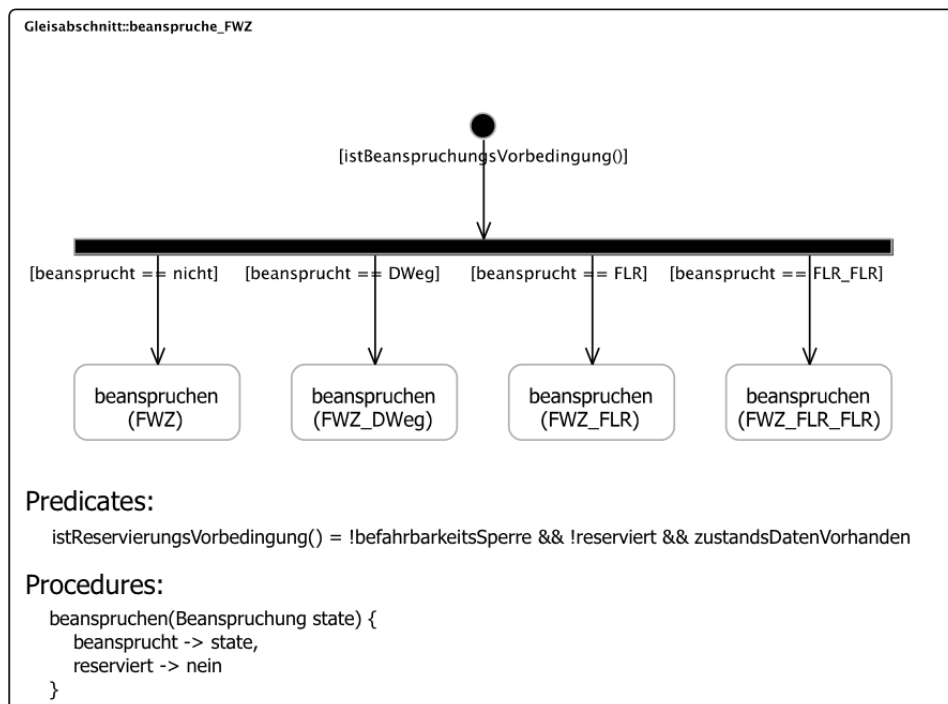 Gleisabschnitt::beanspruche_FWZ
[istBeanspruchungsVorbedingung()]
[beansprucht == nicht] [beansprucht == DWeg] [beansprucht == FLR] [beansprucht == FLR_FLR]
beanspruchen beanspruchen beanspruchen beanspruchen
(FWZ) (FWZ_DWeg) (FWZ_FLR) (FWZ_FLR_FLR)
Predicates:
istReservierungsVorbedingung() = !befahrbarkeitsSperre && !reserviert && zustandsDatenVorhanden
Procedures:
beanspruchen(Beanspruchung state) {
beansprucht -> state,
reserviert -> nein
}